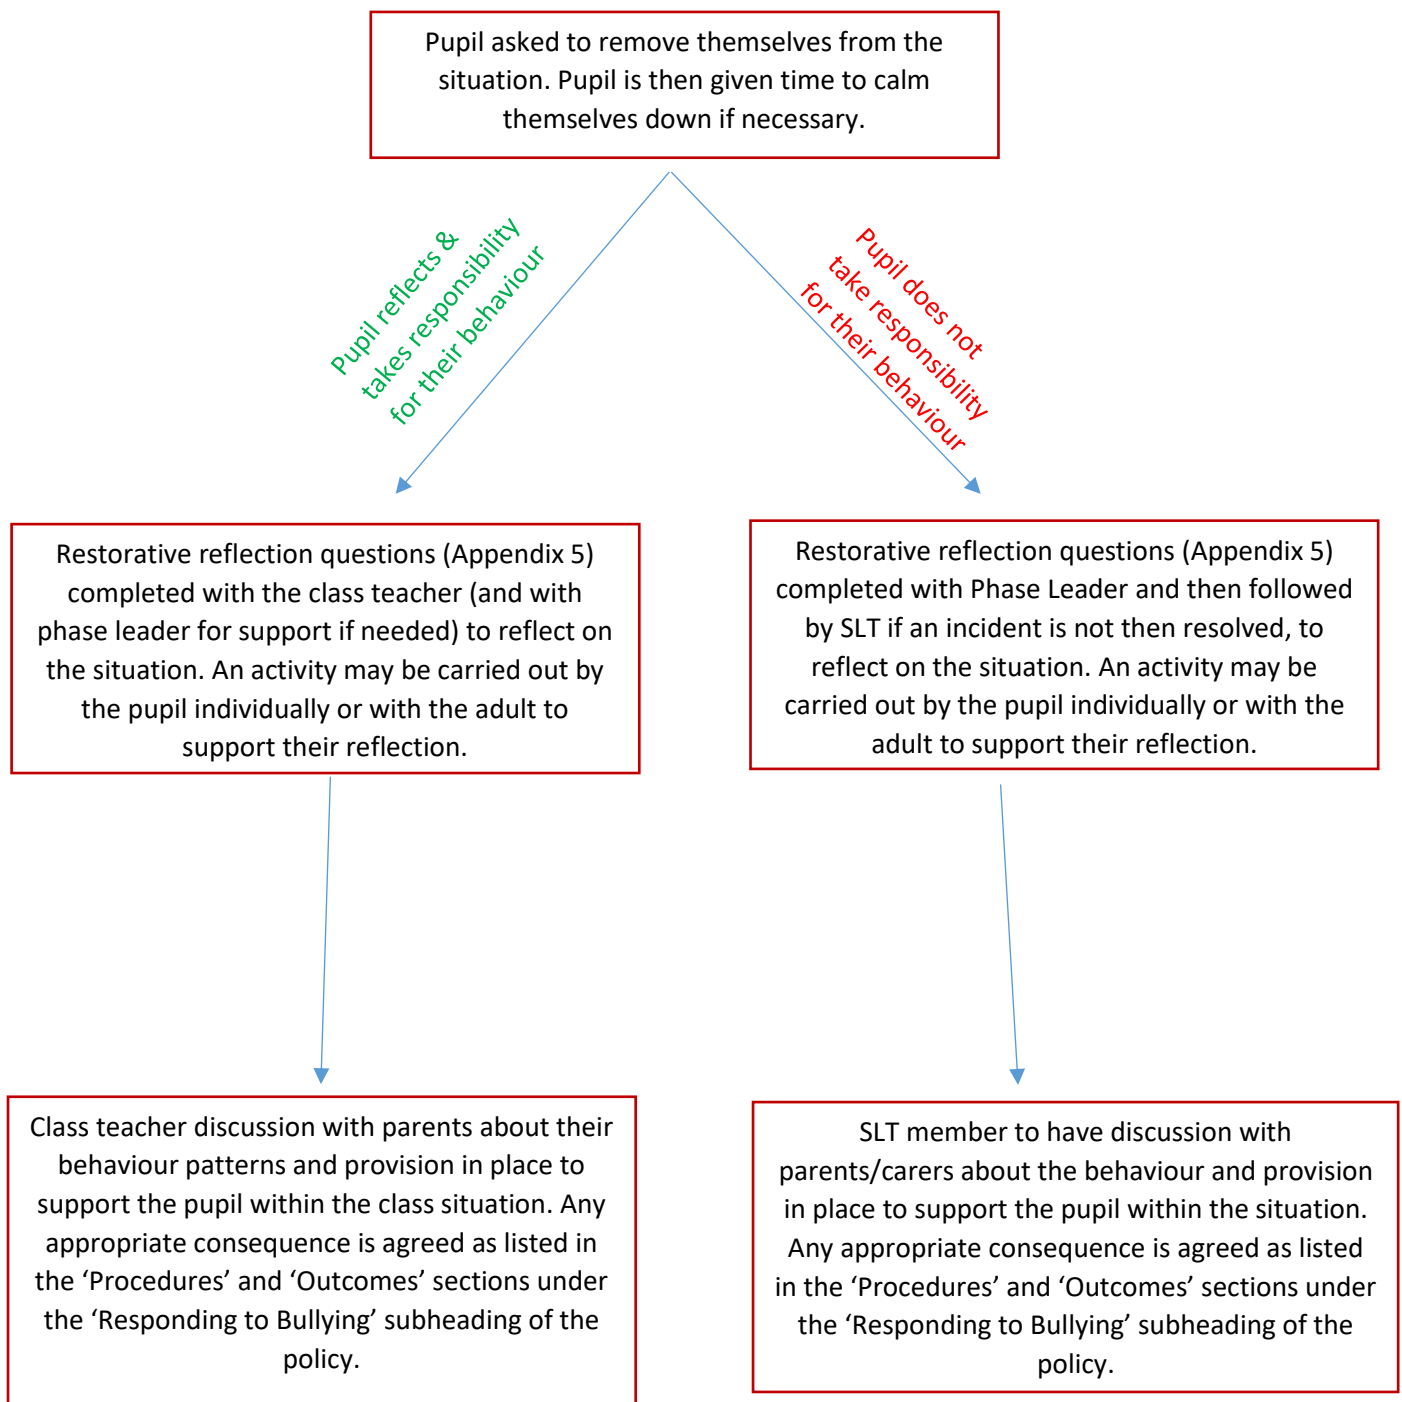 Pupil asked to remove themselves from the
situation. Pupil is then given time to calm
themselves down if necessary.
Pupil reflects &
takes responsibility
for their behaviour
Pupil does not
take responsibility
for their behaviour
Restorative reflection questions (Appendix 5)
completed with the class teacher (and with
phase leader for support if needed) to reflect on
the situation. An activity may be carried out by
the pupil individually or with the adult to
support their reflection.
Restorative reflection questions (Appendix 5)
completed with Phase Leader and then followed
by SLT if an incident is not then resolved, to
reflect on the situation. An activity may be
carried out by the pupil individually or with the
adult to support their reflection.
Class teacher discussion with parents about their
behaviour patterns and provision in place to
support the pupil within the class situation. Any
appropriate consequence is agreed as listed in
the ‘Procedures’ and ‘Outcomes’ sections under
the ‘Responding to Bullying’ subheading of the
policy.
SLT member to have discussion with
parents/carers about the behaviour and provision
in place to support the pupil within the situation.
Any appropriate consequence is agreed as listed
in the ‘Procedures’ and ‘Outcomes’ sections under
the ‘Responding to Bullying’ subheading of the
policy.